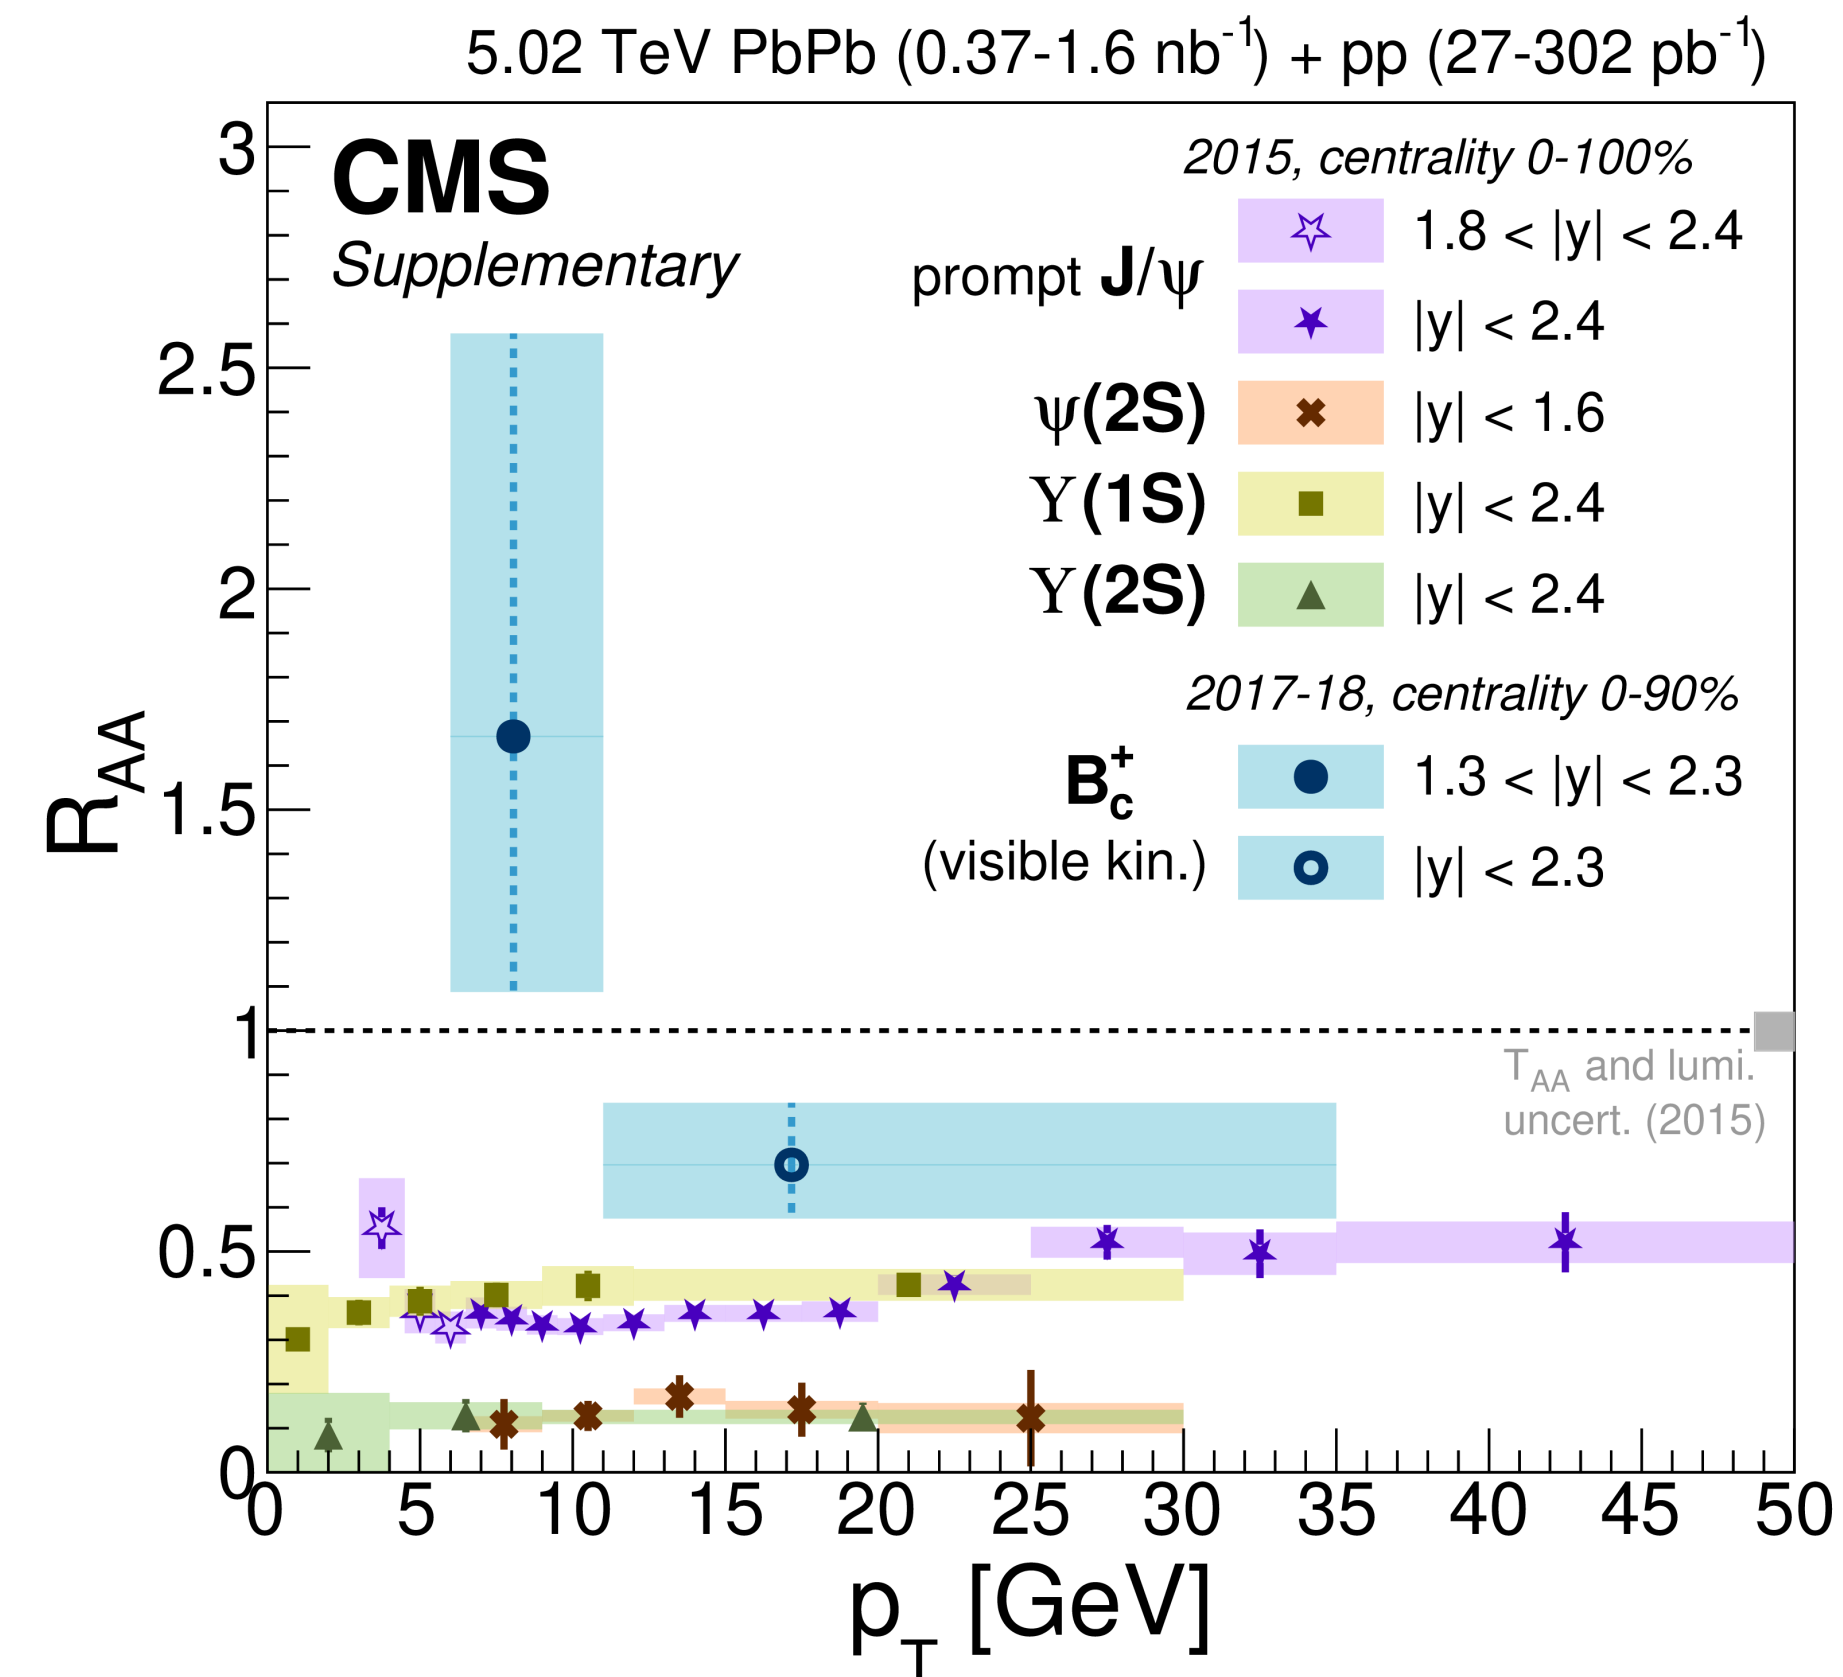 5.02 TeV PbPb (0.37-1.6 nb⁻¹) + pp (27-302 pb⁻¹)
CMS
Supplementary
2015, centrality 0-100%
prompt J/ψ
1.8 < |y| < 2.4
|y| < 2.4
ψ(2S) |y| < 1.6
Υ(1S) |y| < 2.4
Υ(2S) |y| < 2.4
2017-18, centrality 0-90%
B_c^+ 1.3 < |y| < 2.3
(visible kin.) |y| < 2.3
T_AA and lumi.
uncert. (2015)
R_AA
3
2.5
2
1.5
1
0.5
0
0 5 10 15 20 25 30 35 40 45 50
p_T [GeV]